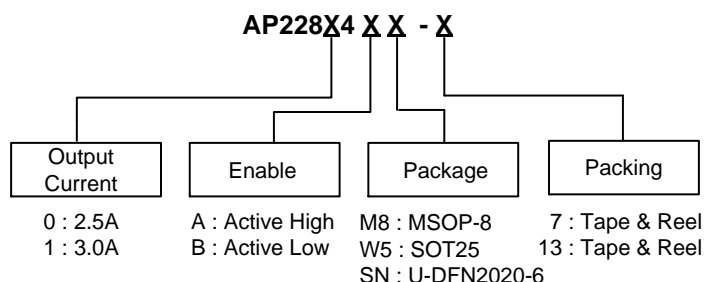 AP228X4 X X - X
Output
Current
0 : 2.5A
1 : 3.0A
Enable
A : Active High
B : Active Low
Package
M8 : MSOP-8
W5 : SOT25
SN : U-DFN2020-6
Packing
7 : Tape & Reel
13 : Tape & Reel